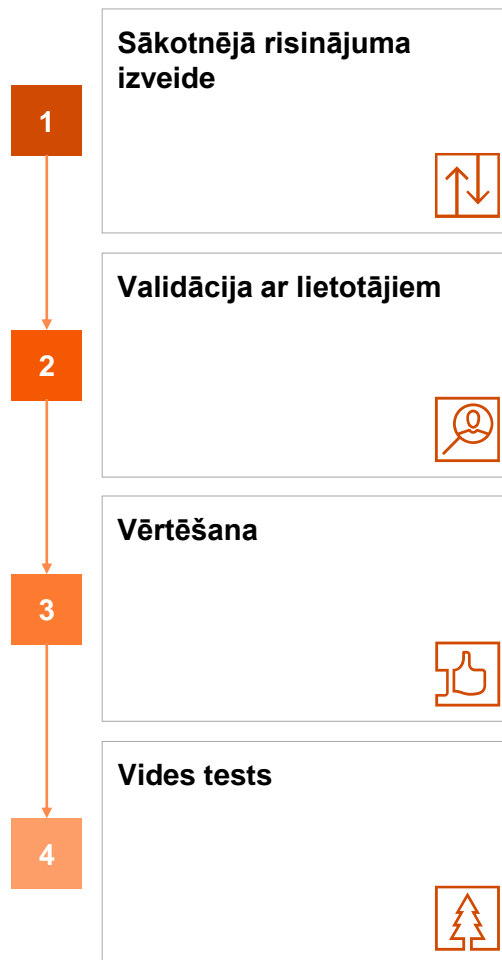 1
Sākotnējā risinājuma
izveide
2
Validācija ar lietotājiem
3
Vērtēšana
4
Vides tests